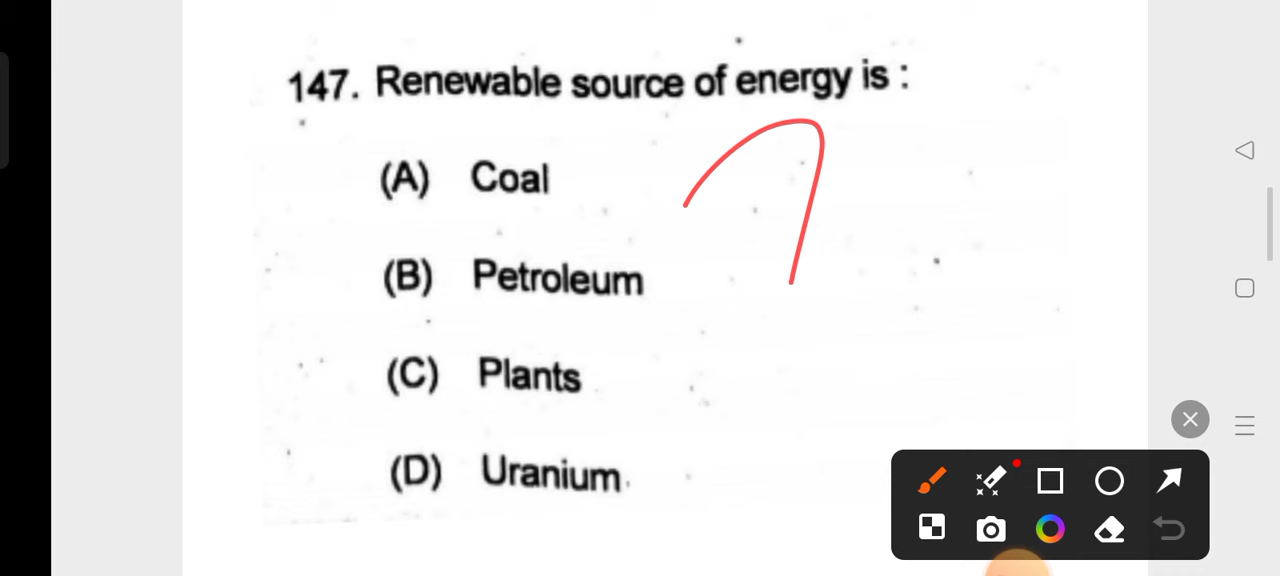 147. Renewable source of energy is :
(A) Coal
(B) Petroleum
(C) Plants
(D) Uranium